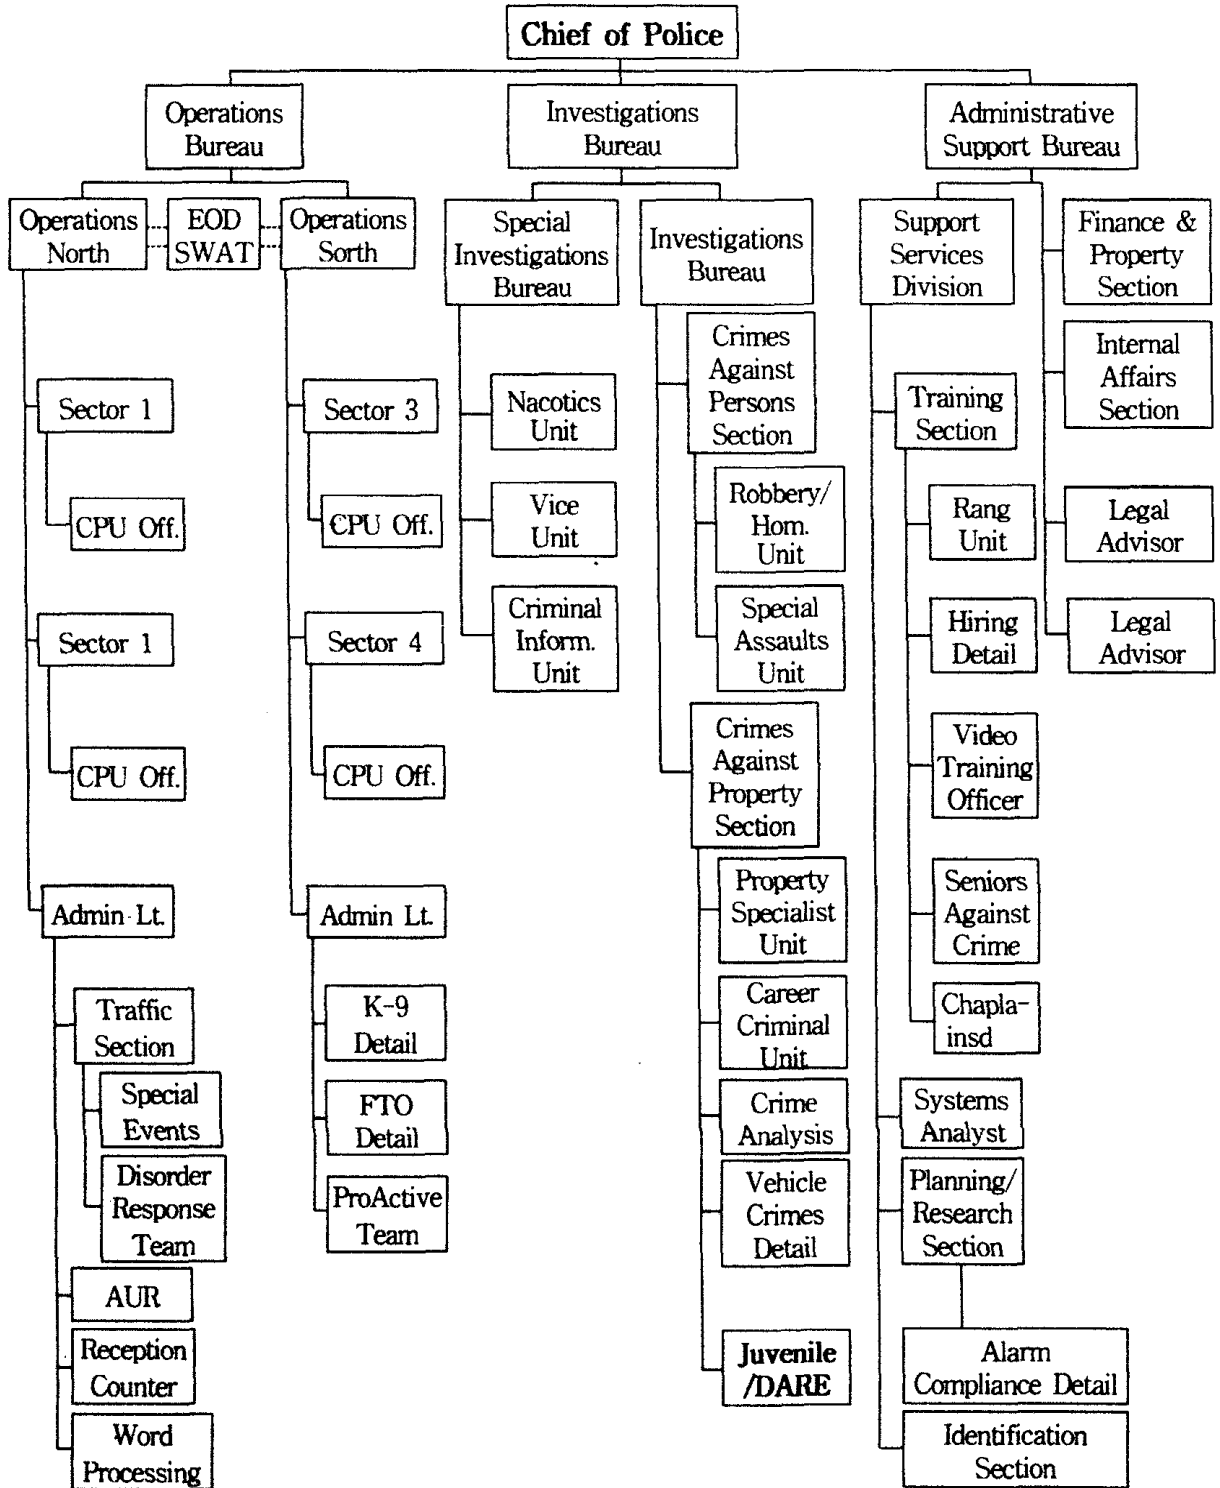 Chief of Police
Operations
Bureau
Investigations
Bureau
Administrative
Support Bureau
Operations
North
EOD
SWAT
Operations
Sorth
Special
Investigations
Bureau
Investigations
Bureau
Support
Services
Division
Finance &
Property
Section
Sector 1
CPU Off.
Sector 1
CPU Off.
Admin Lt.
Traffic
Section
Special
Events
Disorder
Response
Team
AUR
Reception
Counter
Word
Processing
Sector 3
CPU Off.
Sector 4
CPU Off.
Admin Lt.
K-9
Detail
FTO
Detail
ProActive
Team
Nacotics
Unit
Vice
Unit
Criminal
Inform.
Unit
Crimes
Against
Persons
Section
Robbery/
Hom.
Unit
Special
Assaults
Unit
Crimes
Against
Property
Section
Property
Specialist
Unit
Career
Criminal
Unit
Crime
Analysis
Vehicle
Crimes
Detail
Juvenile
/DARE
Training
Section
Rang
Unit
Hiring
Detail
Video
Training
Officer
Seniors
Against
Crime
Chapla-
insd
Systems
Analyst
Planning/
Research
Section
Alarm
Compliance Detail
Identification
Section
Internal
Affairs
Section
Legal
Advisor
Legal
Advisor